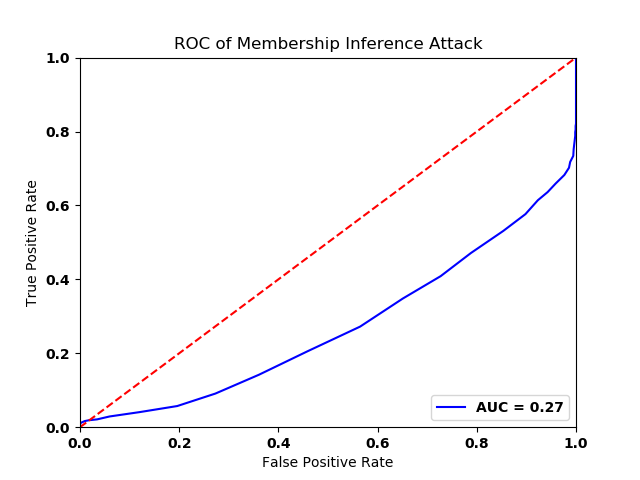 ROC of Membership Inference Attack
1.0
0.8
0.6
0.4
0.2
0.0
True Positive Rate
AUC = 0.27
0.0 0.2 0.4 0.6 0.8 1.0
False Positive Rate